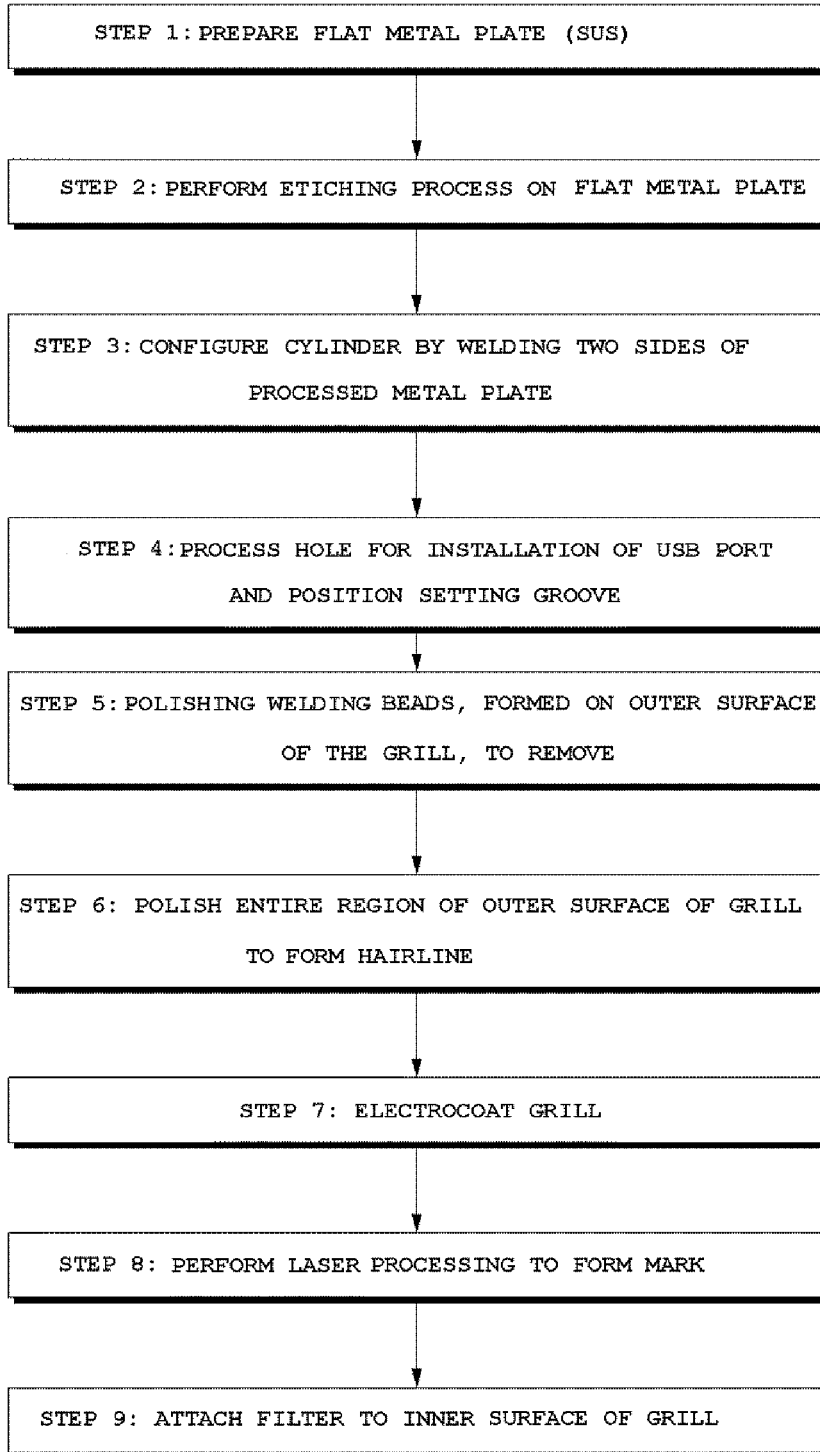 STEP 1: PREPARE FLAT METAL PLATE (SUS)
STEP 2: PERFORM ETICHING PROCESS ON FLAT METAL PLATE
STEP 3: CONFIGURE CYLINDER BY WELDING TWO SIDES OF
PROCESSED METAL PLATE
STEP 4: PROCESS HOLE FOR INSTALLATION OF USB PORT
AND POSITION SETTING GROOVE
STEP 5: POLISHING WELDING BEADS, FORMED ON OUTER SURFACE
OF THE GRILL, TO REMOVE
STEP 6: POLISH ENTIRE REGION OF OUTER SURFACE OF GRILL
TO FORM HAIRLINE
STEP 7: ELECTROCOAT GRILL
STEP 8: PERFORM LASER PROCESSING TO FORM MARK
STEP 9: ATTACH FILTER TO INNER SURFACE OF GRILL